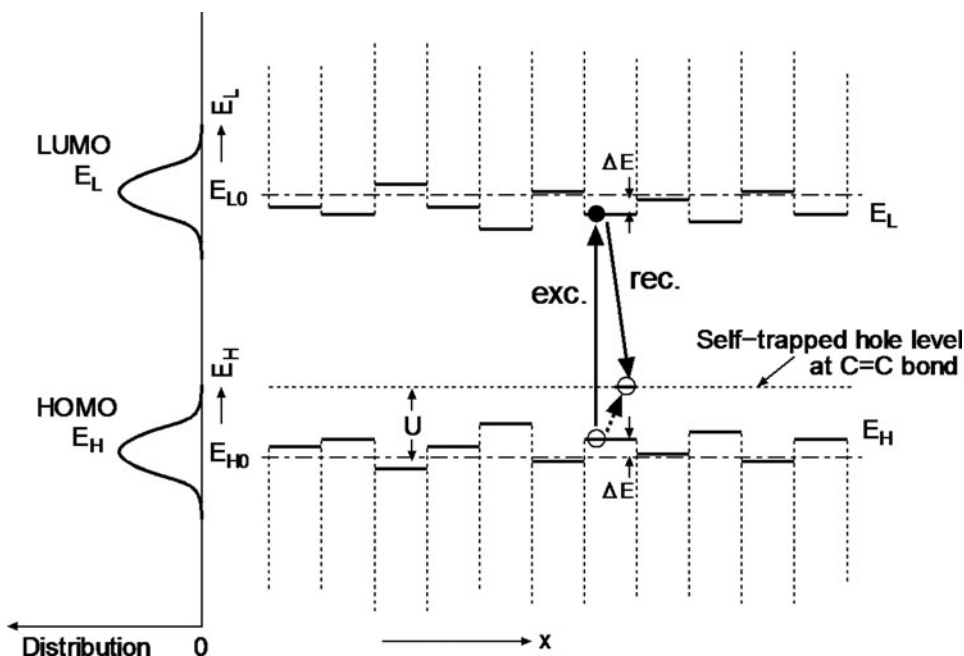 E_L
LUMO
E_L
E_L0
ΔE
E_L
exc.
rec.
Self-trapped hole level
at C=C bond
E_H
HOMO
E_H
U
E_H0
E_H
ΔE
Distribution
0
x